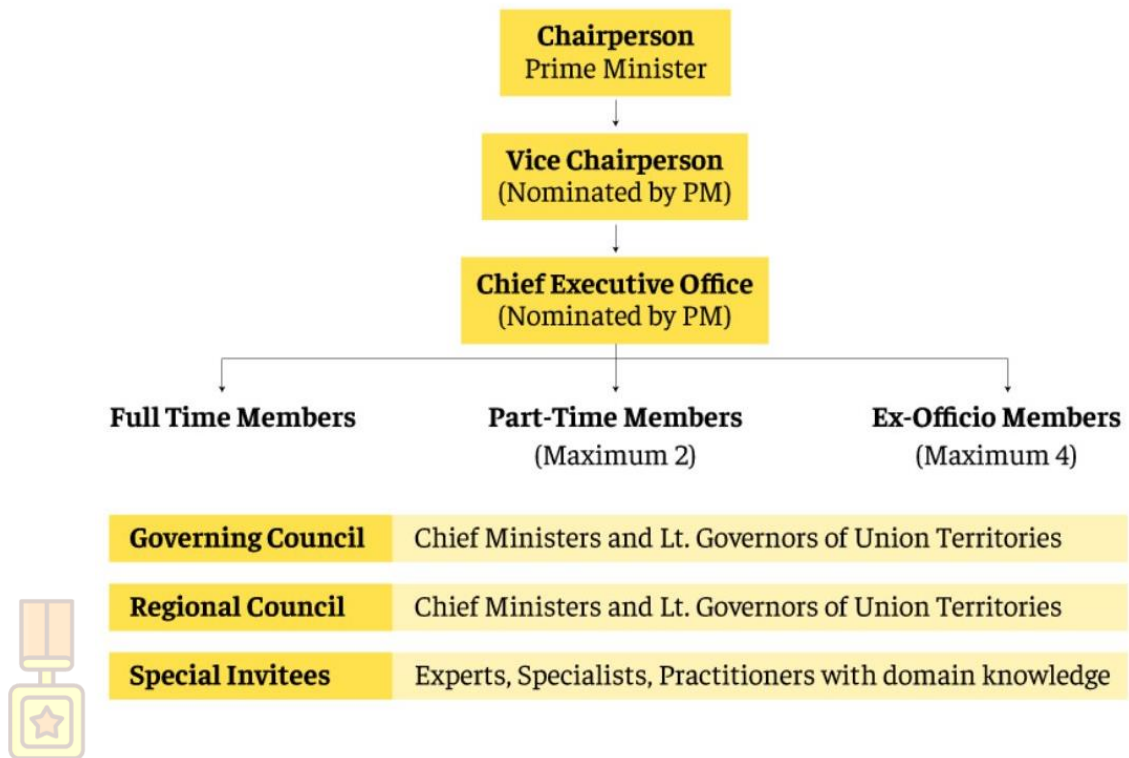 Chairperson
Prime Minister
Vice Chairperson
(Nominated by PM)
Chief Executive Office
(Nominated by PM)
Full Time Members
Part-Time Members
(Maximum 2)
Ex-Officio Members
(Maximum 4)
Governing Council Chief Ministers and Lt. Governors of Union Territories
Regional Council Chief Ministers and Lt. Governors of Union Territories
Special Invitees Experts, Specialists, Practitioners with domain knowledge